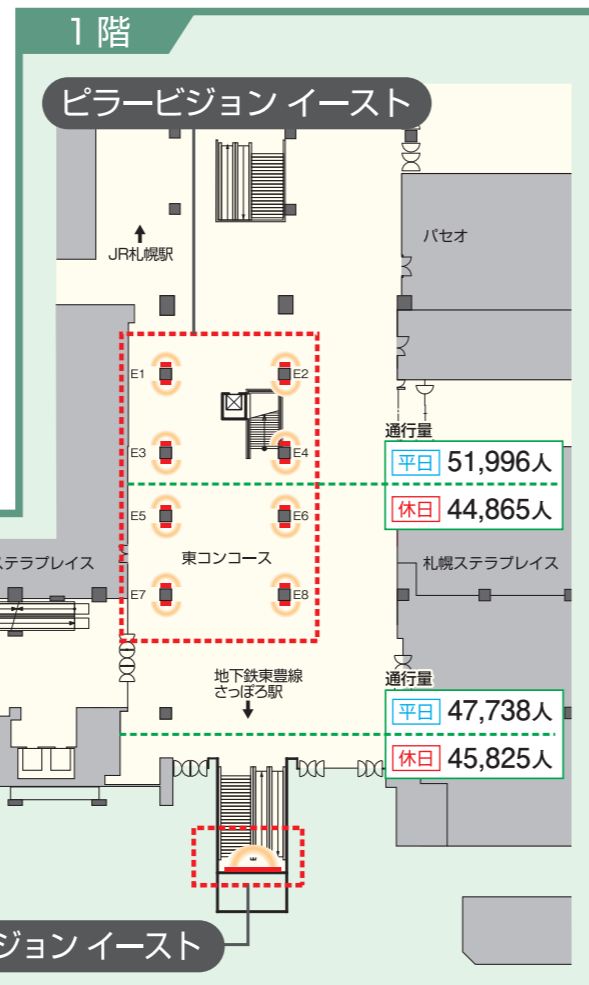 1階
ピラービジョン イースト
パセオ
JR札幌駅
E1
E2
通行量
平日 51,996人
休日 44,865人
E3
E4
E5
E6
ステラプレイス
東コンコース
札幌ステラプレイス
E7
E8
地下鉄東豊線
さっぽろ駅
通行量
平日 47,738人
休日 45,825人
ジョン イースト